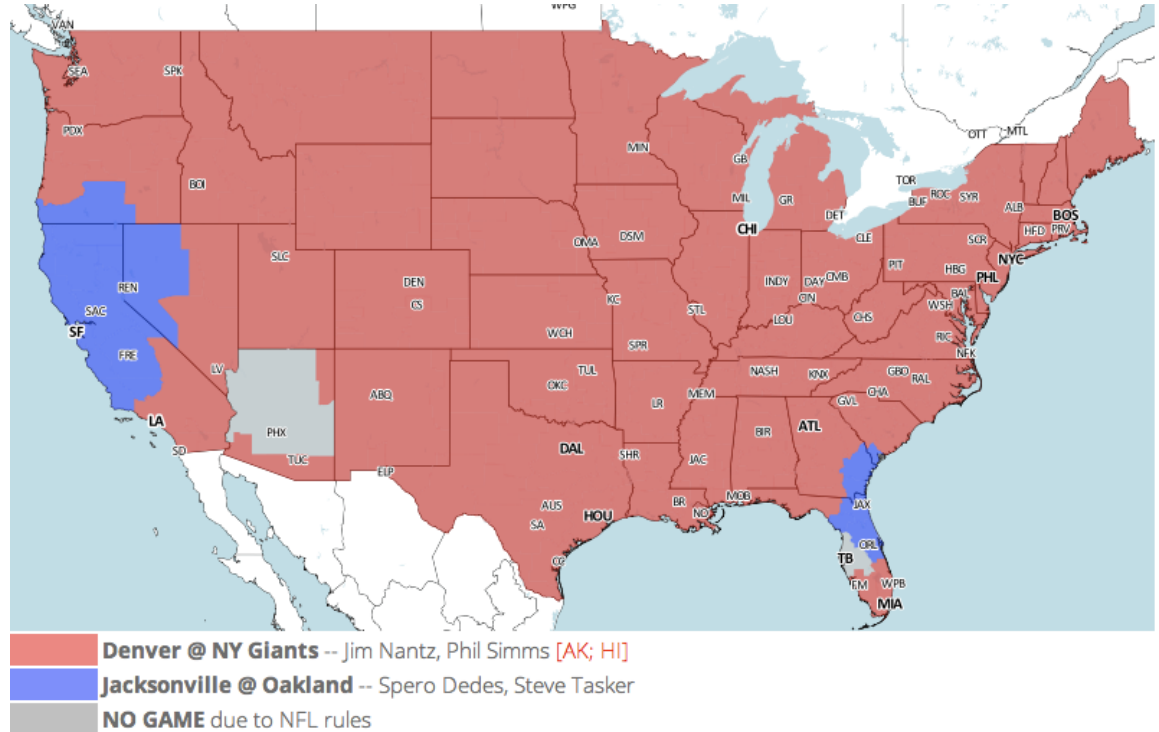 WPG
VAN
SEA
SPK
PDX
OTT
MTL
MIN
GB
TOR
BOI
MIL
GR
BUF
ROC
SYR
ALB
BOS
DET
HFD
PRV
CHI
CLE
SCR
OMA
DSM
NYC
SLC
PIT
HBG
PHL
REN
DEN
INDY
DAY
CMB
BAL
CS
KC
CIN
WSH
SAC
STL
SF
WCH
LOU
CHS
RIC
FRE
SPR
NFK
LV
TUL
NASH
KNX
GBO
RAL
OKC
ABQ
MEM
CHA
LR
GVL
LA
PHX
BIR
ATL
SD
TUC
DAL
SHR
JAC
ELP
AUS
BR
MOB
JAX
SA
HOU
NO
ORL
CC
TB
FM
WPB
MIA
Denver @ NY Giants -- Jim Nantz, Phil Simms [AK; HI]
Jacksonville @ Oakland -- Spero Dedes, Steve Tasker
NO GAME due to NFL rules